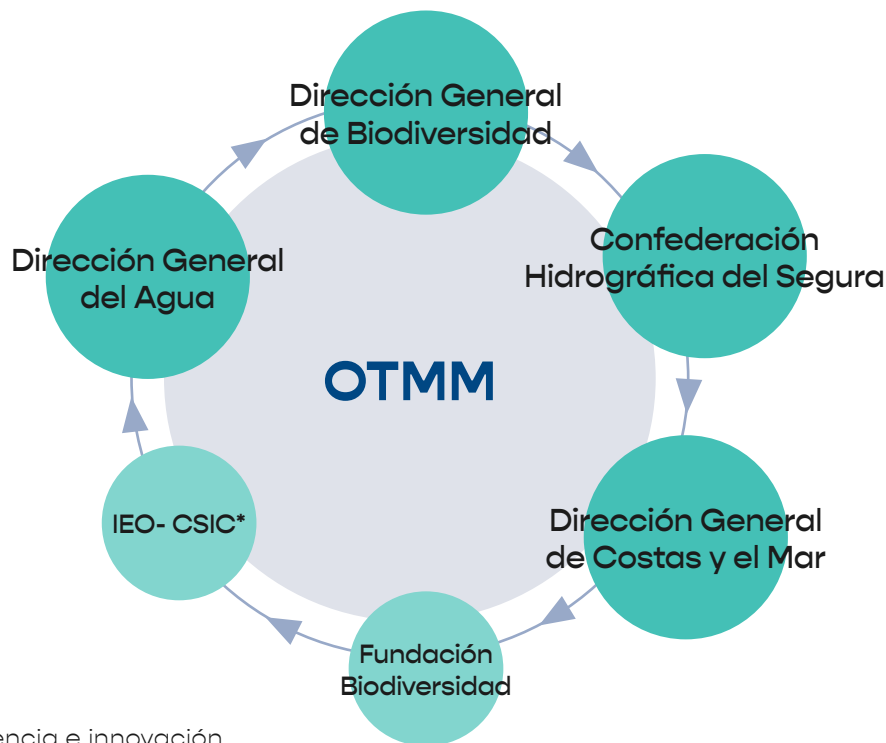 Dirección General
de Biodiversidad
Confederación
Hidrográfica del Segura
Dirección General
del Agua
OTMM
IEO- CSIC*
Dirección General
de Costas y el Mar
Fundación
Biodiversidad
encia e innovación